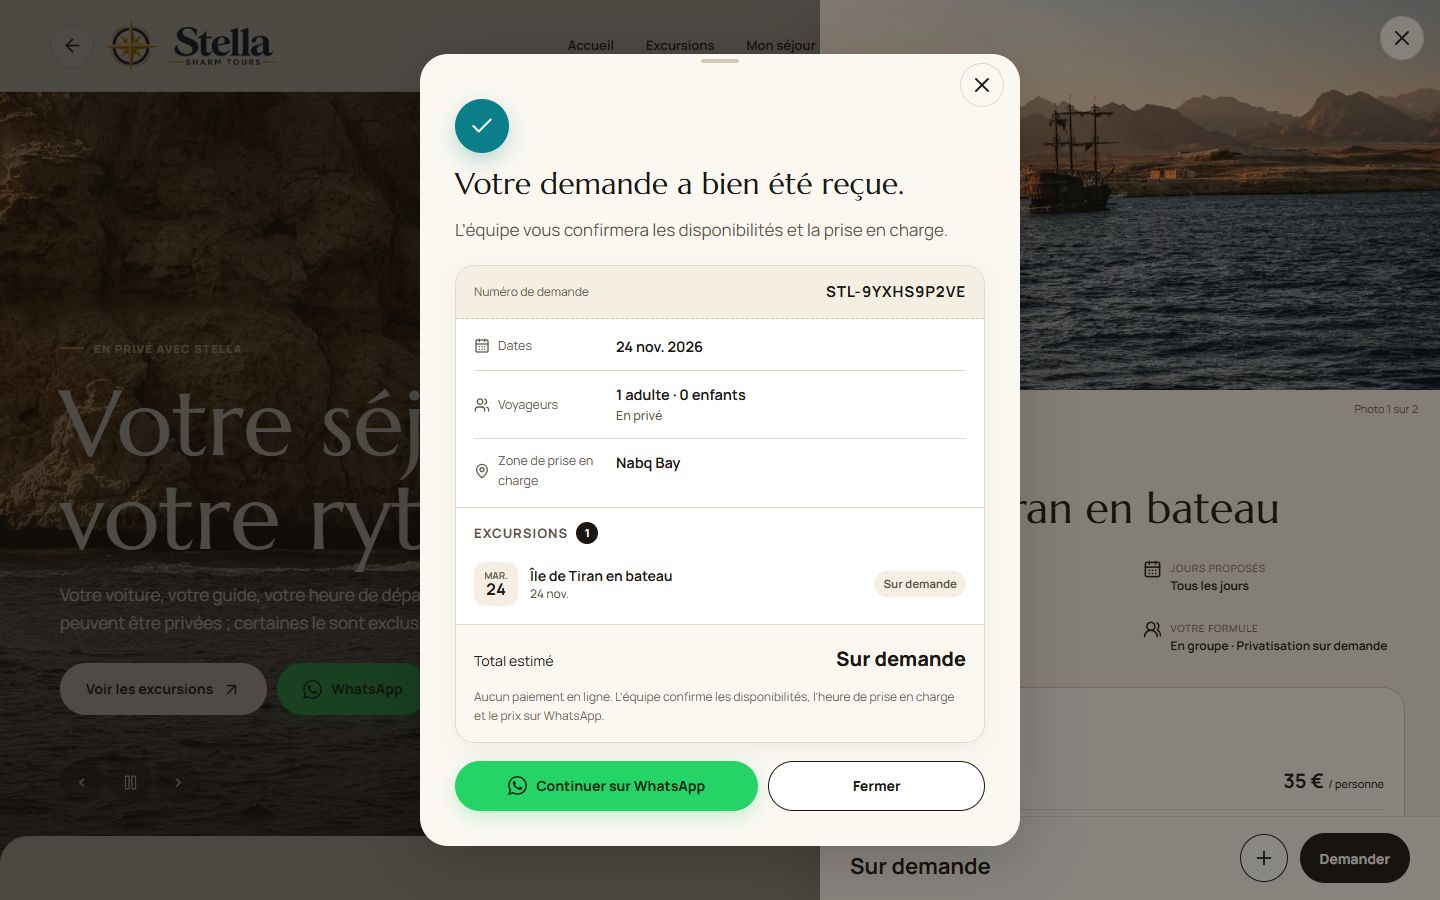 Stella
SHARM TOURS
Accueil
Excursions
Mon séjour
EN PRIVÉ AVEC STELLA
Votre séj
votre ryt
Votre voiture, votre guide, votre heure de dépa
peuvent être privées ; certaines le sont exclus
Voir les excursions
WhatsApp
Votre demande a bien été reçue.
L'équipe vous confirmera les disponibilités et la prise en charge.
Numéro de demande
STL-9YXHS9P2VE
Dates
24 nov. 2026
Voyageurs
1 adulte · 0 enfants
En privé
Zone de prise en
charge
Nabq Bay
EXCURSIONS 1
MAR.
24
Île de Tiran en bateau
24 nov.
Sur demande
Total estimé
Sur demande
Aucun paiement en ligne. L'équipe confirme les disponibilités, l'heure de prise en charge
et le prix sur WhatsApp.
Continuer sur WhatsApp
Fermer
Photo 1 sur 2
ran en bateau
JOURS PROPOSÉS
Tous les jours
VOTRE FORMULE
En groupe · Privatisation sur demande
35 € / personne
Sur demande
Demander